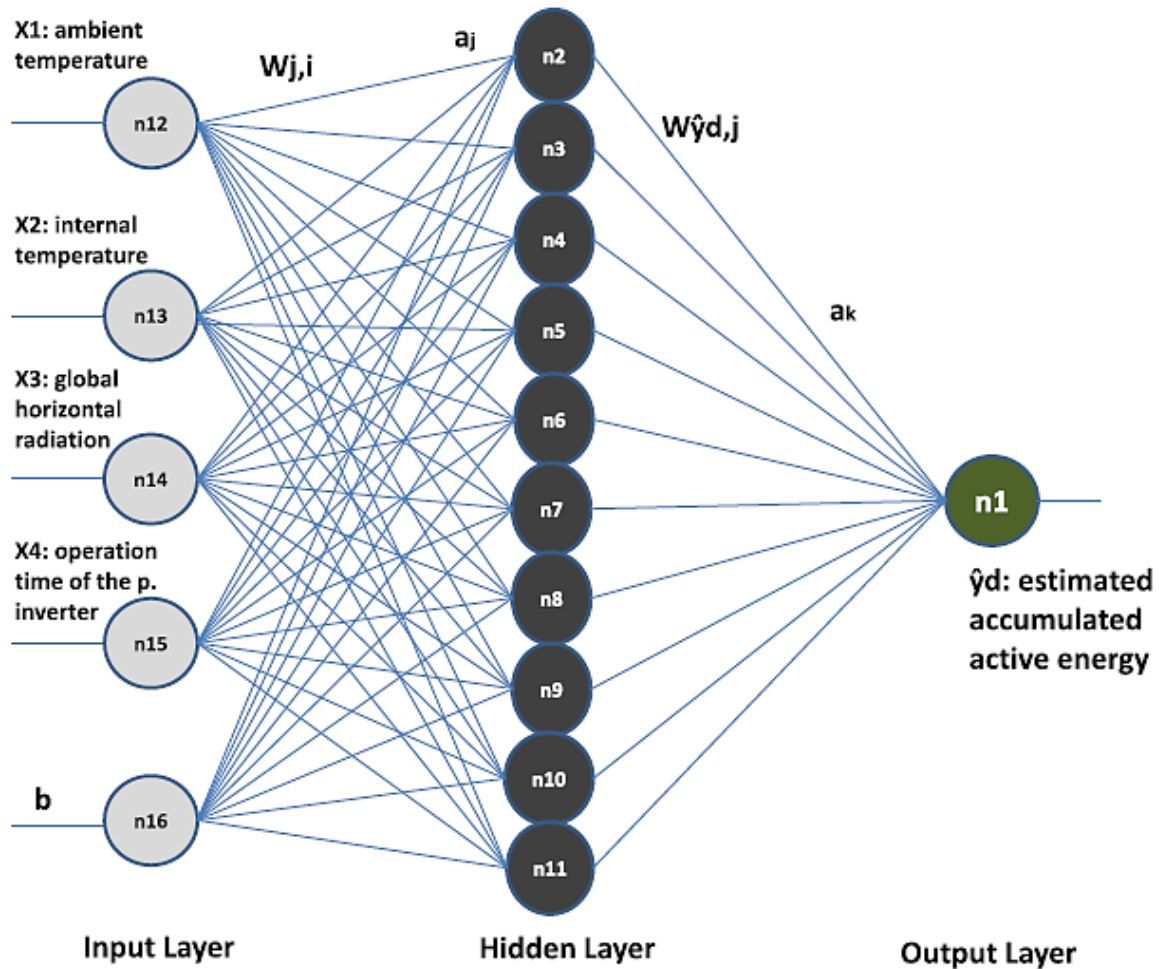 X1: ambient
temperature
n12
X2: internal
temperature
n13
X3: global
horizontal
radiation
n14
X4: operation
time of the p.
inverter
n15
b
n16
Input Layer
Wj,i
aj
n2
n3
n4
n5
n6
n7
n8
n9
n10
n11
Hidden Layer
Wŷd,j
ak
n1
ŷd: estimated
accumulated
active energy
Output Layer